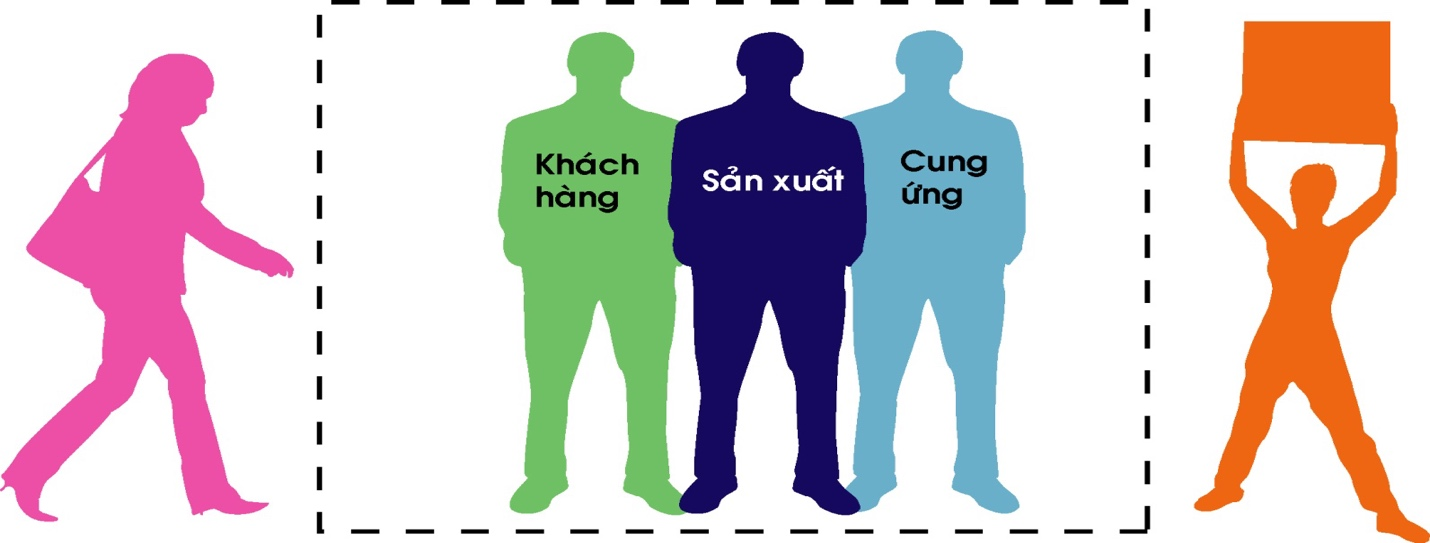 Khách
hàng
Sản xuất
Cung
ứng